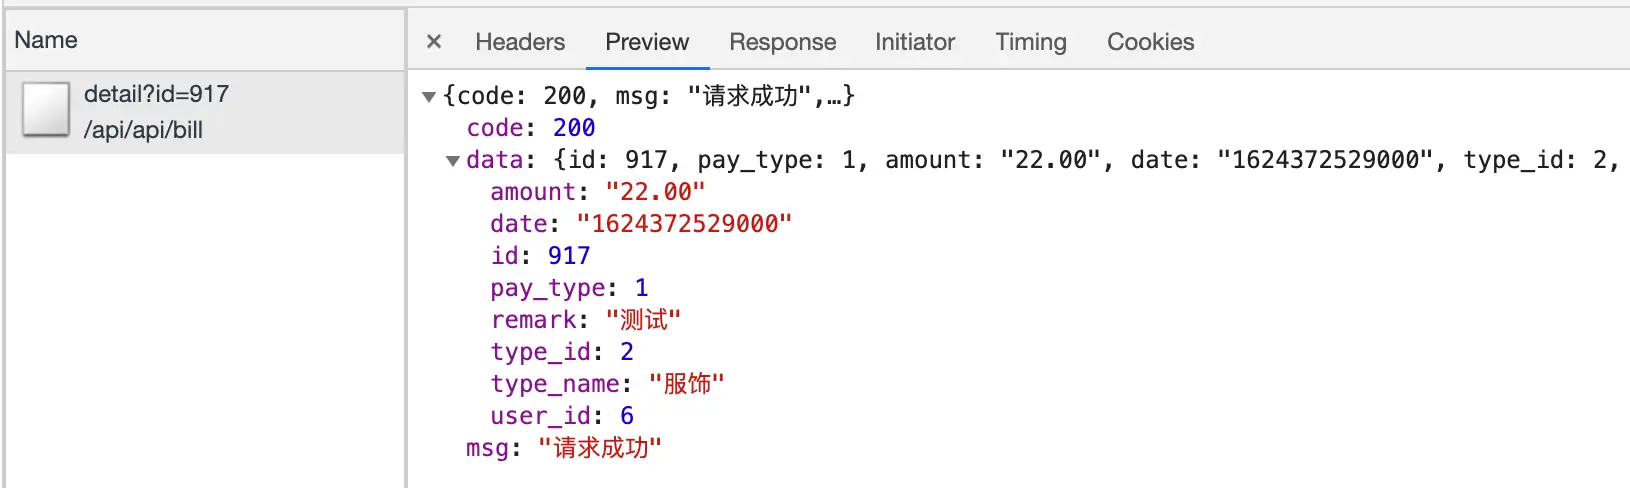 Name
detail?id=917
/api/api/bill
× Headers Preview Response Initiator Timing Cookies
▼{code: 200, msg: "请求成功",…}
code: 200
▼data: {id: 917, pay_type: 1, amount: "22.00", date: "1624372529000", type_id: 2,
amount: "22.00"
date: "1624372529000"
id: 917
pay_type: 1
remark: "测试"
type_id: 2
type_name: "服饰"
user_id: 6
msg: "请求成功"